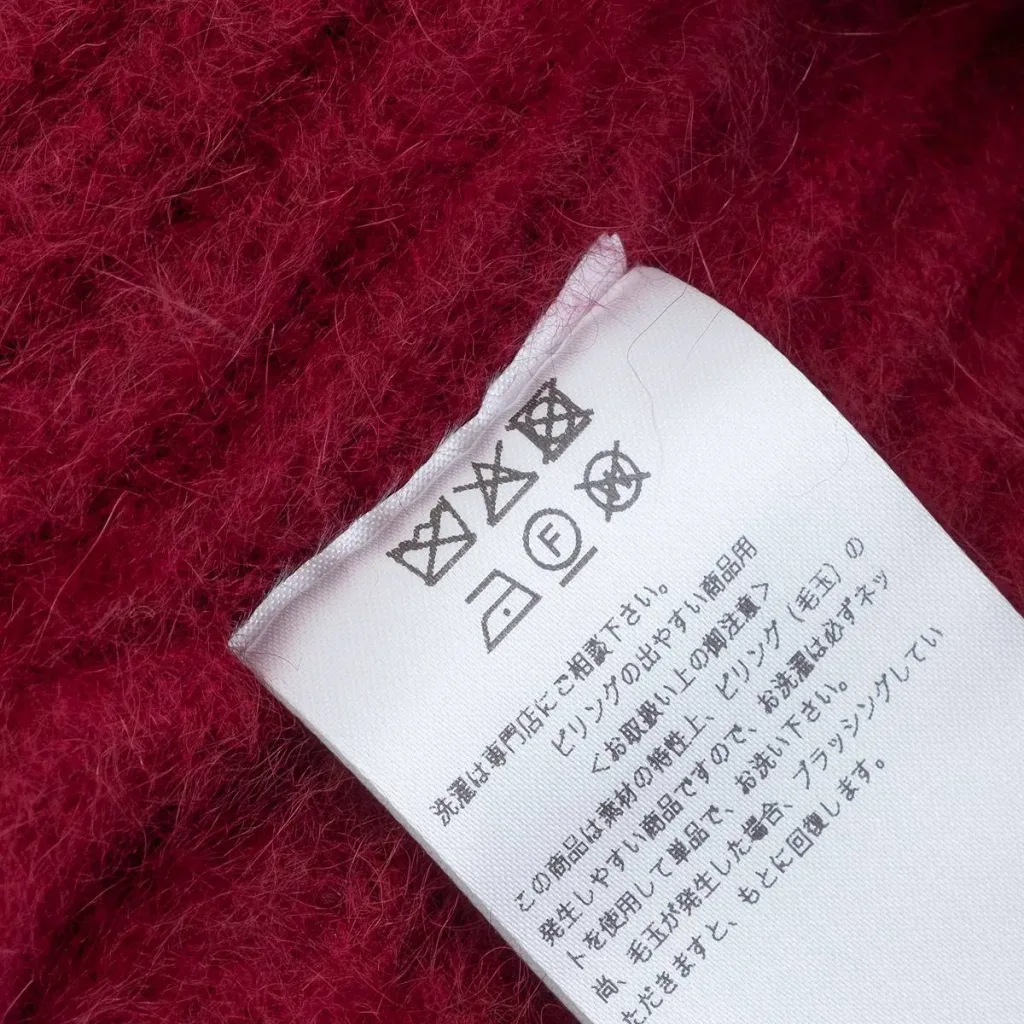 F
W
洗濯は専門店にご相談下さい。
ピリングの出やすい商品用
<お取扱い上の御注意>
この商品は素材の特性上、ピリング(毛玉)の
発生しやすい商品ですので、お洗濯は必ずネッ
トを使用して単品で、お洗い下さい。
尚、毛玉が発生した場合、ブラッシングしてい
ただきますと、もとに回復します。